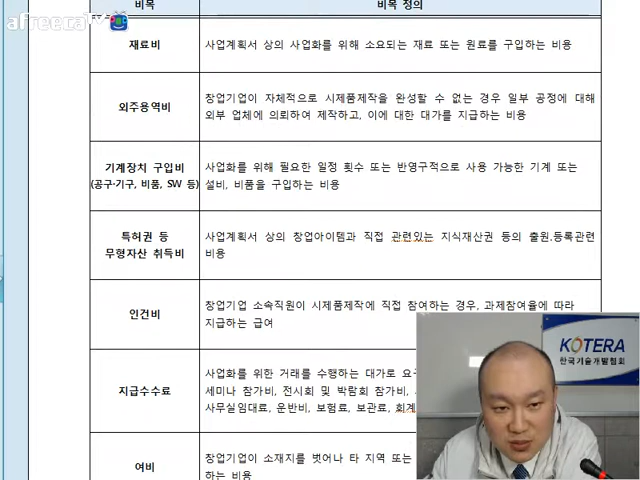 비목
비목 정의
afreecaTV
재료비
사업계획서 상의 사업화를 위해 소요되는 재료 또는 원료를 구입하는 비용
외주용역비
창업기업이 자체적으로 시제품제작을 완성할 수 없는 경우 일부 공정에 대해
외부 업체에 의뢰하여 제작하고, 이에 대한 대가를 지급하는 비용
기계장치 구입비
(공구·기구, 비품, SW 등)
사업화를 위해 필요한 일정 횟수 또는 반영구적으로 사용 가능한 기계 또는
설비, 비품을 구입하는 비용
특허권 등
무형자산 취득비
사업계획서 상의 창업아이템과 직접 관련있는 지식재산권 등의 출원.등록관련
비용
인건비
창업기업 소속직원이 시제품제작에 직접 참여하는 경우, 과제참여율에 따라
지급하는 급여
지급수수료
사업화를 위한 거래를 수행하는 대가로 요구
세미나 참가비, 전시회 및 박람회 참가비,
사무실임대료, 운반비, 보험료, 보관료, 회계
여비
창업기업이 소재지를 벗어나 타 지역 또는
하는 비용
KOTERA
한국기술개발협회